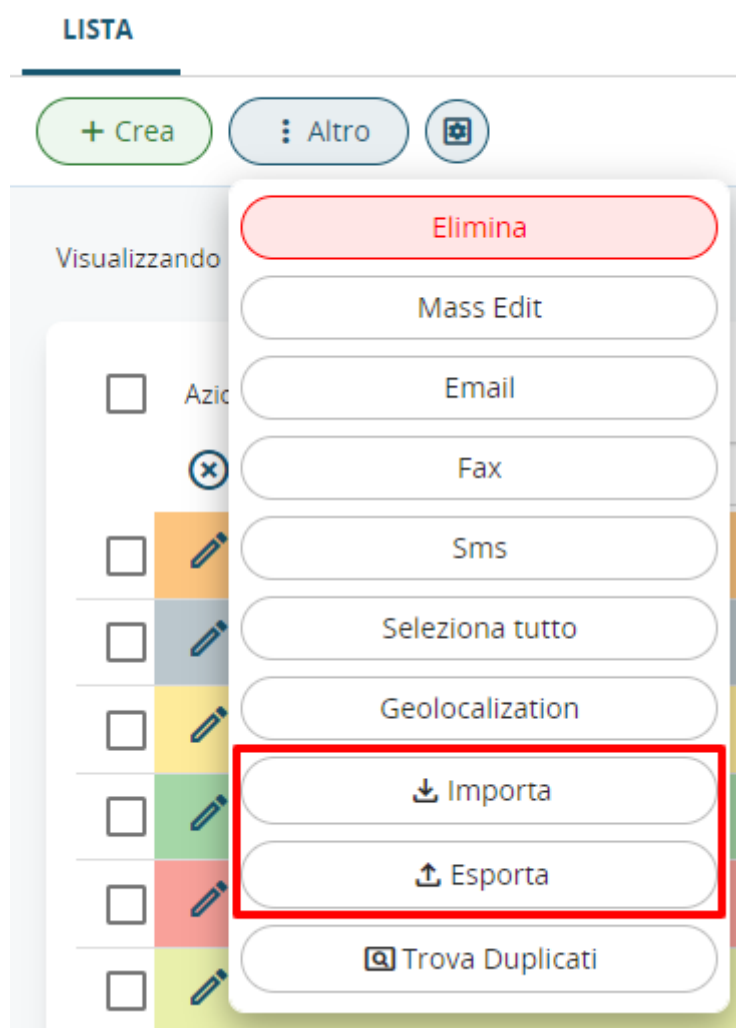 LISTA
+ Crea
Altro
Elimina
Visualizzando
Mass Edit
Email
Fax
Sms
Seleziona tutto
Geolocalization
Importa
Esporta
Trova Duplicati